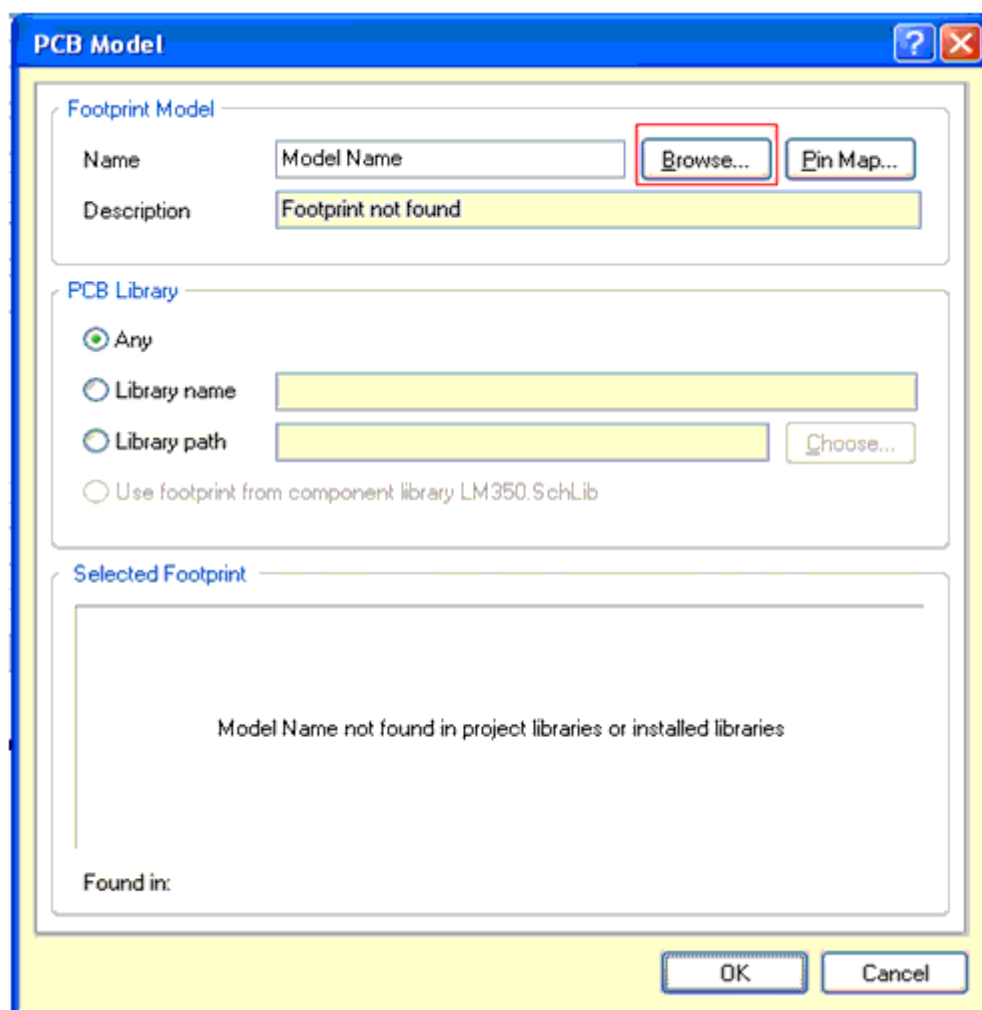 PCB Model
Footprint Model
Name Model Name Browse... Pin Map...
Description Footprint not found
PCB Library
Any
Library name
Library path Choose...
Use footprint from component library LM350.SchLib
Selected Footprint
Model Name not found in project libraries or installed libraries
Found in:
OK Cancel